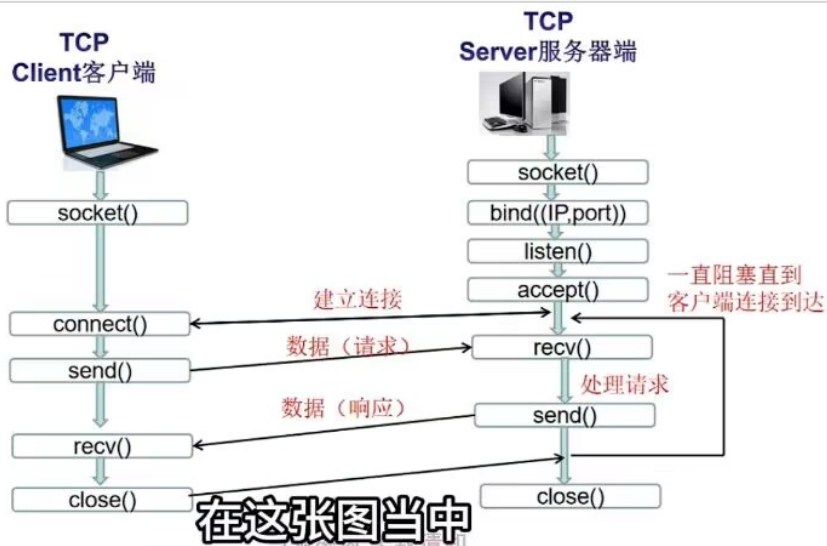 TCP
Client客户端
TCP
Server服务器端
socket()
socket()
bind((IP,port))
listen()
accept()
一直阻塞直到
客户端连接到达
建立连接
connect()
数据（请求）
recv()
send()
处理请求
数据（响应）
send()
recv()
close()
close()
在这张图当中